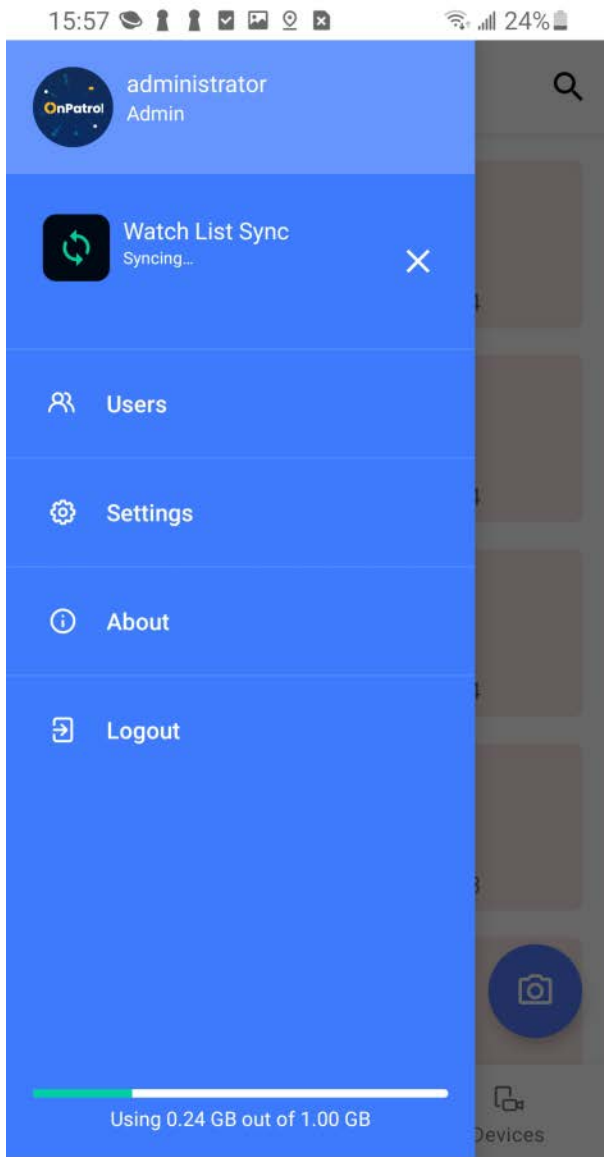 15:57
24%
OnPatrol
administrator
Admin
Watch List Sync
Syncing...
Users
Settings
About
Logout
Using 0.24 GB out of 1.00 GB
Devices